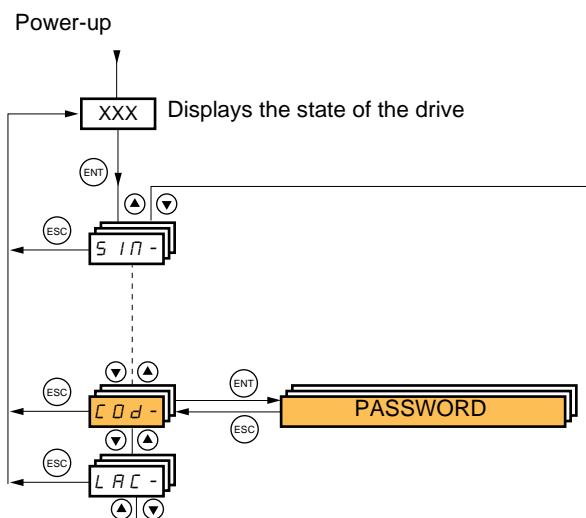 Power-up
XXX Displays the state of the drive
ENT
ESC
SIM-
ESC
ENT
COd-
PASSWORD
ESC
ESC
LAC-